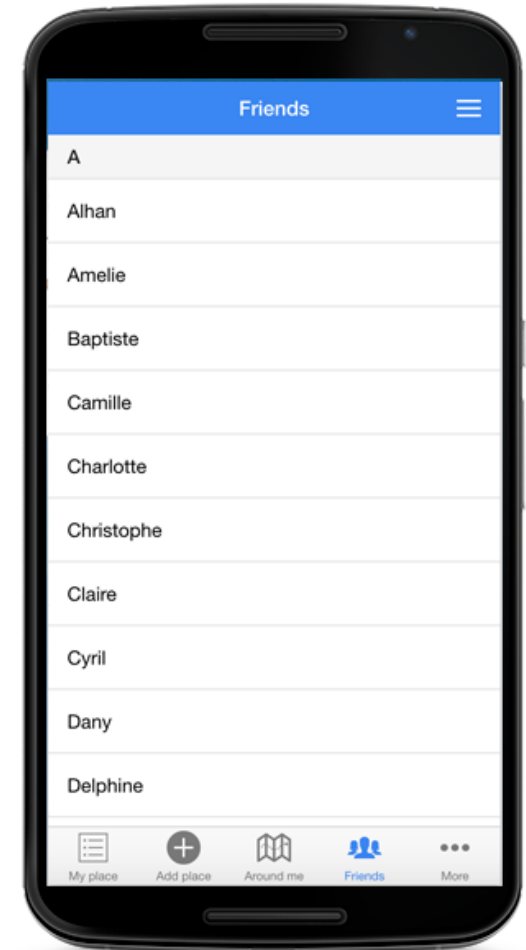 Friends
A
Alhan
Amelie
Baptiste
Camille
Charlotte
Christophe
Claire
Cyril
Dany
Delphine
My place Add place Around me Friends More